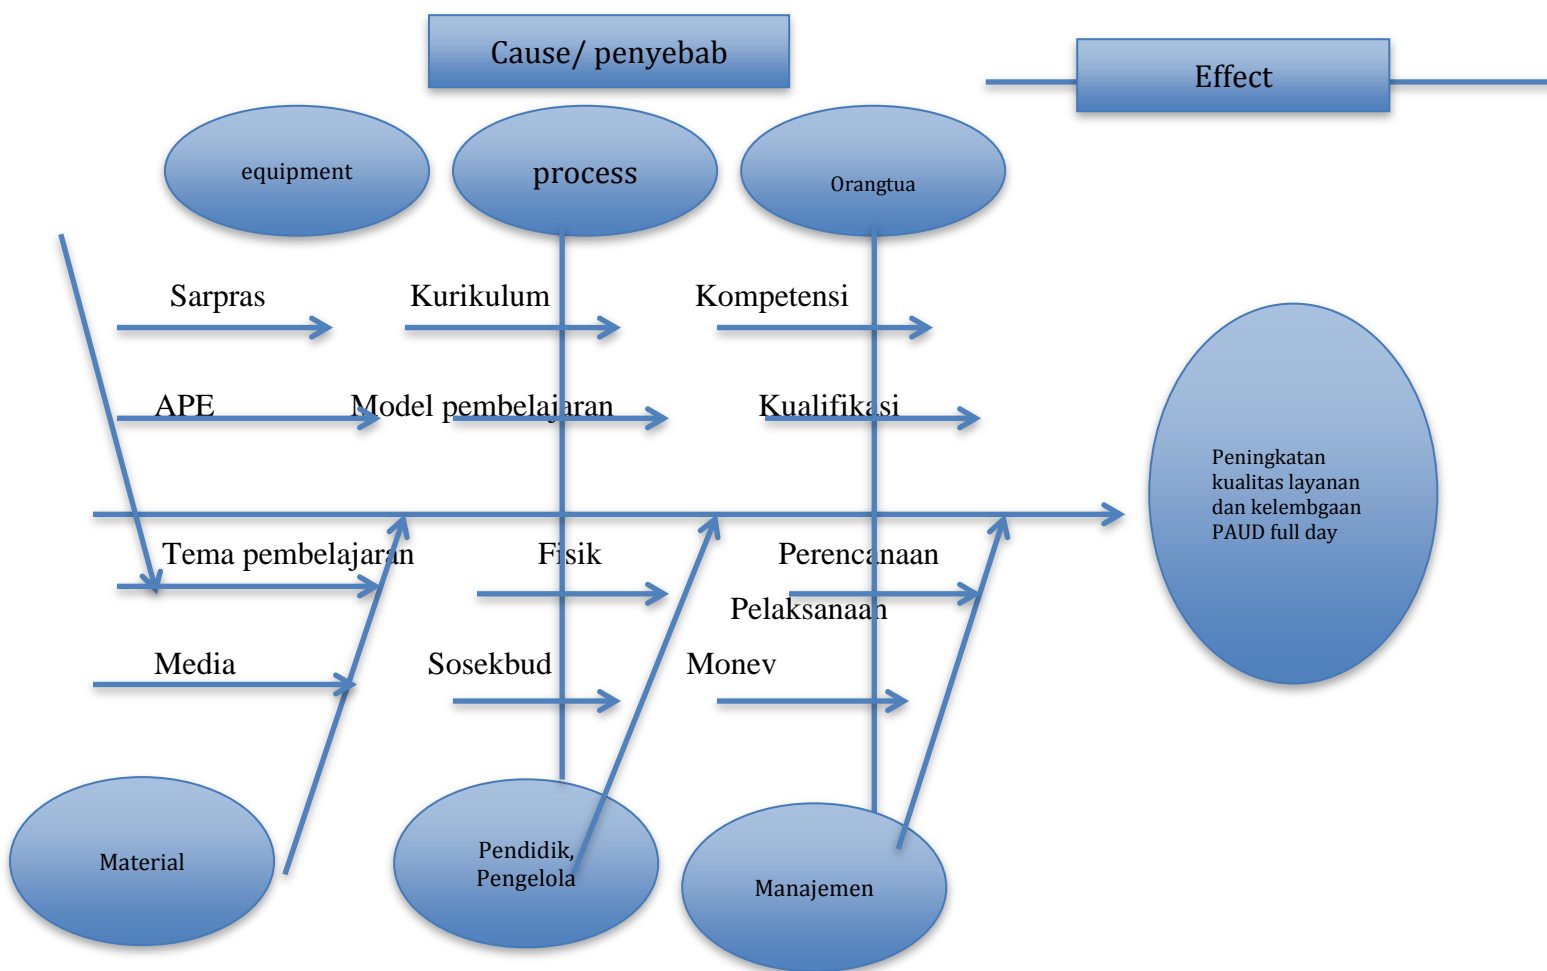 Cause/ penyebab
Effect
equipment
process
Orangtua
Sarpras
Kurikulum
Kompetensi
APE
Model pembelajaran
Kualifikasi
Peningkatan
kualitas layanan
dan kelembgaan
PAUD full day
Tema pembelajaran
Fisik
Perencanaan
Pelaksanaan
Media
Sosekbud
Monev
Material
Pendidik,
Pengelola
Manajemen